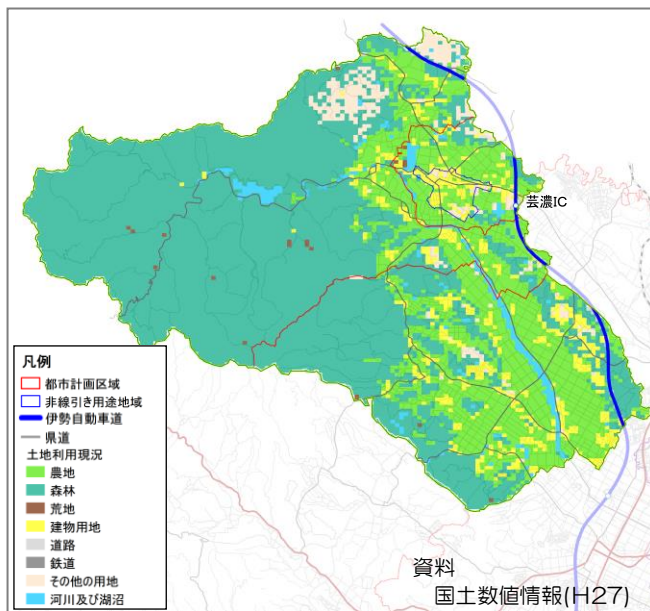 芸濃IC
凡例
都市計画区域
非線引き用途地域
伊勢自動車道
県道
土地利用現況
農地
森林
荒地
建物用地
道路
鉄道
その他の用地
河川及び湖沼
資料
国土数値情報(H27)